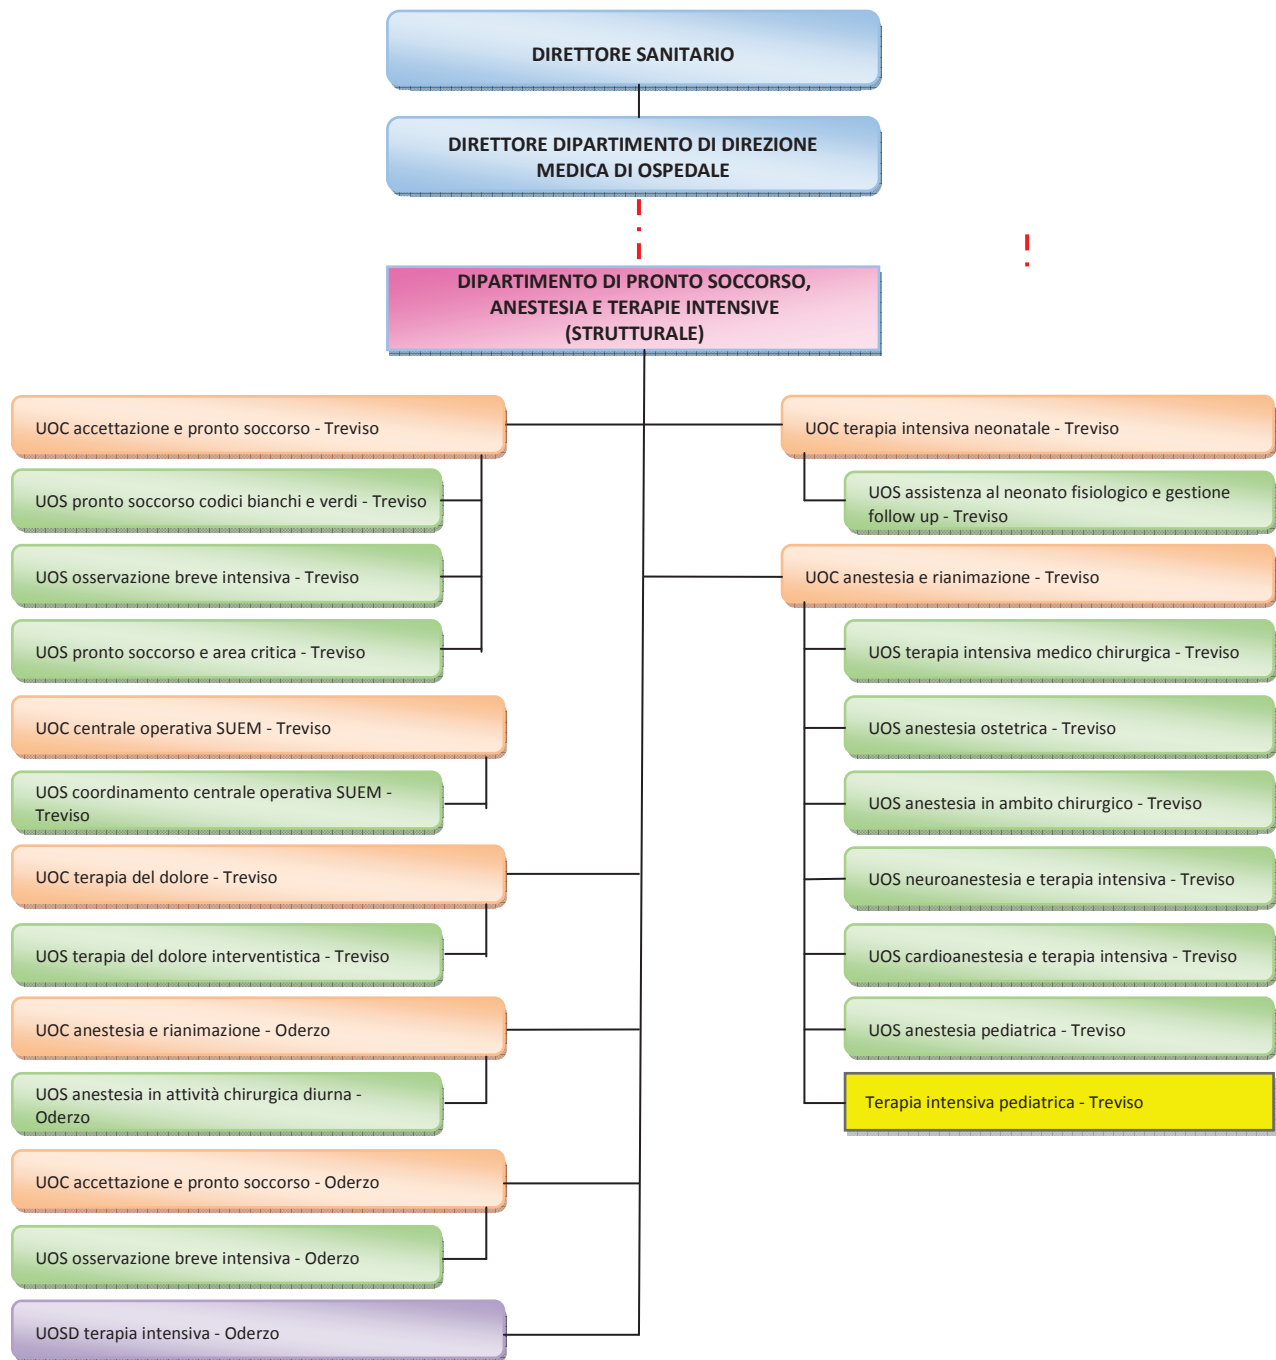 DIRETTORE SANITARIO
DIRETTORE DIPARTIMENTO DI DIREZIONE
MEDICA DI OSPEDALE
DIPARTIMENTO DI PRONTO SOCCORSO,
ANESTESIA E TERAPIE INTENSIVE
(STRUTTURALE)
UOC accettazione e pronto soccorso - Treviso
UOS pronto soccorso codici bianchi e verdi - Treviso
UOS osservazione breve intensiva - Treviso
UOS pronto soccorso e area critica - Treviso
UOC centrale operativa SUEM - Treviso
UOS coordinamento centrale operativa SUEM -
Treviso
UOC terapia del dolore - Treviso
UOS terapia del dolore interventistica - Treviso
UOC anestesia e rianimazione - Oderzo
UOS anestesia in attività chirurgica diurna -
Oderzo
UOC accettazione e pronto soccorso - Oderzo
UOS osservazione breve intensiva - Oderzo
UOSD terapia intensiva - Oderzo
UOC terapia intensiva neonatale - Treviso
UOS assistenza al neonato fisiologico e gestione
follow up - Treviso
UOC anestesia e rianimazione - Treviso
UOS terapia intensiva medico chirurgica - Treviso
UOS anestesia ostetrica - Treviso
UOS anestesia in ambito chirurgico - Treviso
UOS neuroanestesia e terapia intensiva - Treviso
UOS cardioanestesia e terapia intensiva - Treviso
UOS anestesia pediatrica - Treviso
Terapia intensiva pediatrica - Treviso